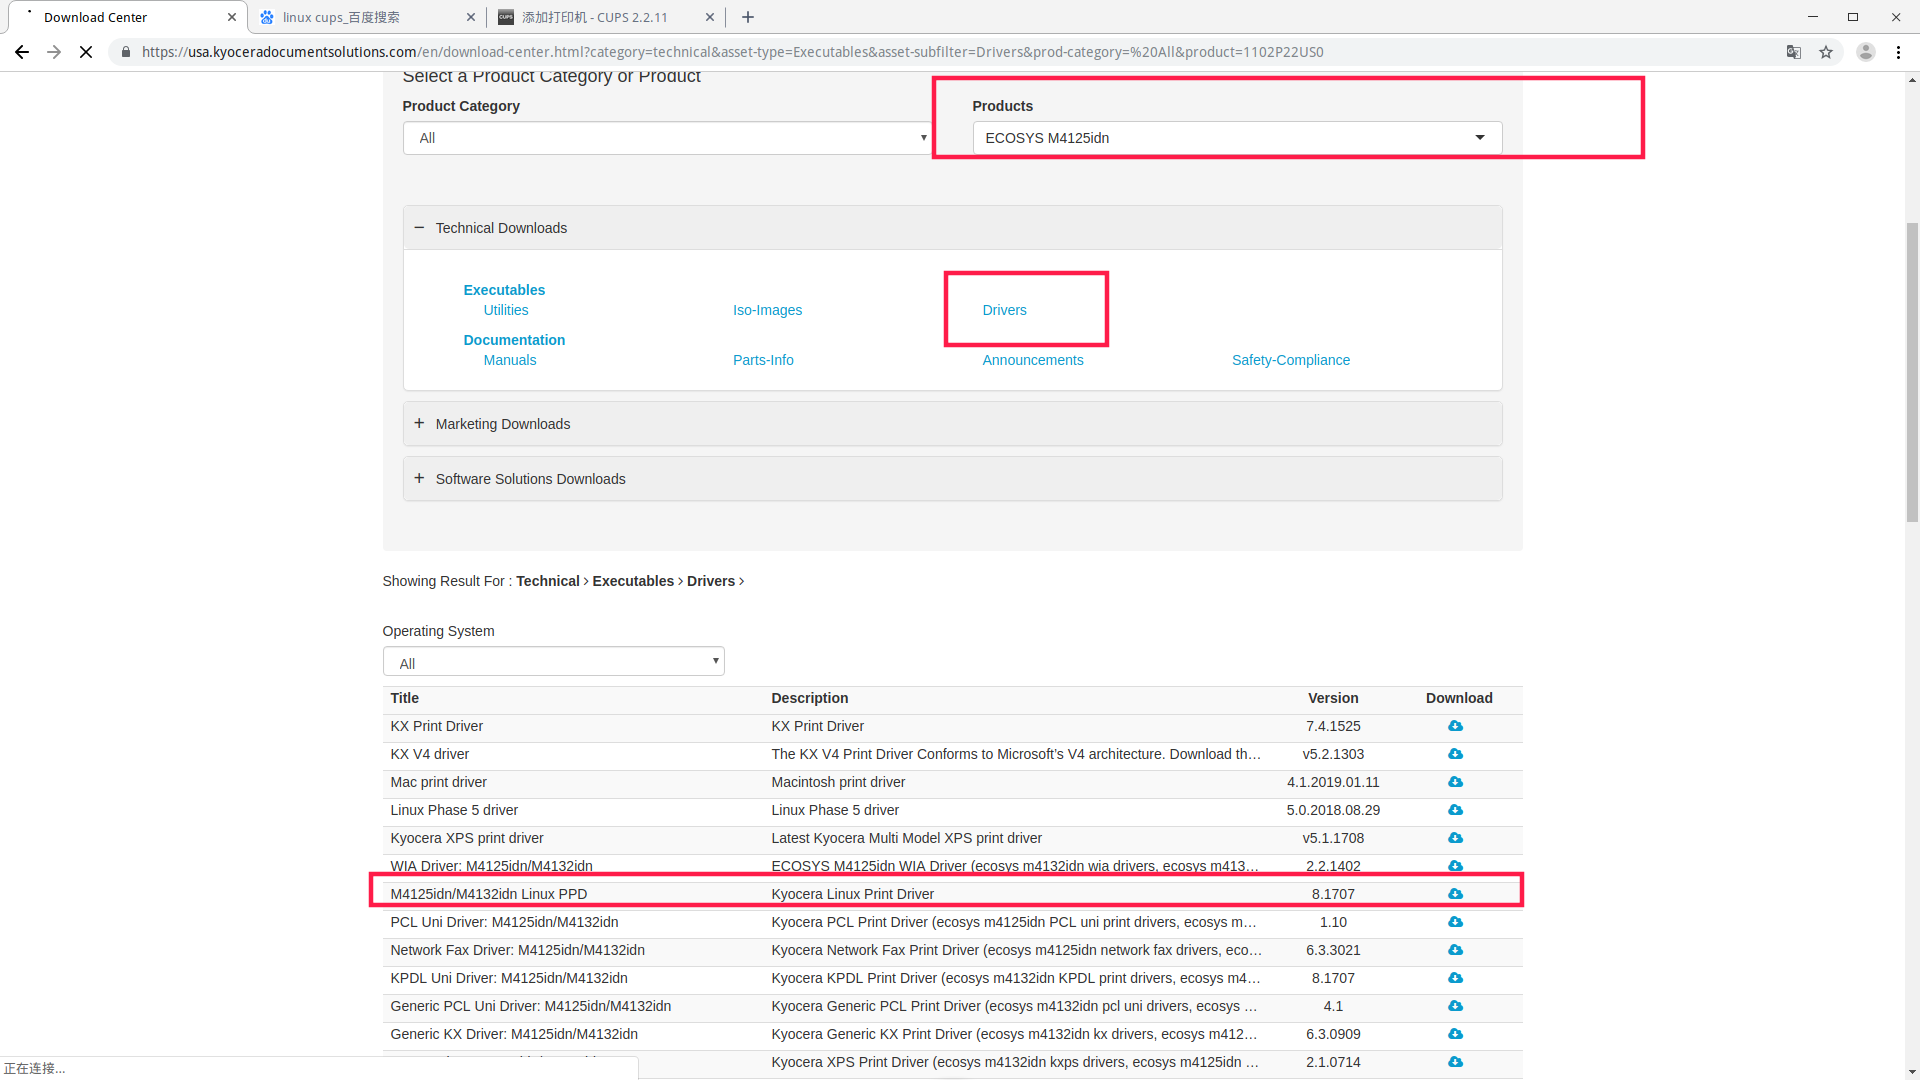 Download Center
linux cups_百度搜索
CUPS
添加打印机 - CUPS 2.2.11
https://usa.kyoceradocumentsolutions.com/en/download-center.html?category=technical&asset-type=Executables&asset-subfilter=Drivers&prod-category=%20All&product=1102P22US0
Select a Product Category or Product
Product Category
Products
All
ECOSYS M4125idn
− Technical Downloads
Executables
Utilities
Iso-Images
Drivers
Documentation
Manuals
Parts-Info
Announcements
Safety-Compliance
+ Marketing Downloads
+ Software Solutions Downloads
Showing Result For : Technical > Executables > Drivers >
Operating System
All
Title Description Version Download
KX Print Driver KX Print Driver 7.4.1525
KX V4 driver The KX V4 Print Driver Conforms to Microsoft’s V4 architecture. Download th… v5.2.1303
Mac print driver Macintosh print driver 4.1.2019.01.11
Linux Phase 5 driver Linux Phase 5 driver 5.0.2018.08.29
Kyocera XPS print driver Latest Kyocera Multi Model XPS print driver v5.1.1708
WIA Driver: M4125idn/M4132idn ECOSYS M4125idn WIA Driver (ecosys m4132idn wia drivers, ecosys m413… 2.2.1402
M4125idn/M4132idn Linux PPD Kyocera Linux Print Driver 8.1707
PCL Uni Driver: M4125idn/M4132idn Kyocera PCL Print Driver (ecosys m4125idn PCL uni print drivers, ecosys m… 1.10
Network Fax Driver: M4125idn/M4132idn Kyocera Network Fax Print Driver (ecosys m4125idn network fax drivers, eco… 6.3.3021
KPDL Uni Driver: M4125idn/M4132idn Kyocera KPDL Print Driver (ecosys m4132idn KPDL print drivers, ecosys m4… 8.1707
Generic PCL Uni Driver: M4125idn/M4132idn Kyocera Generic PCL Print Driver (ecosys m4132idn pcl uni drivers, ecosys … 4.1
Generic KX Driver: M4125idn/M4132idn Kyocera Generic KX Print Driver (ecosys m4132idn kx drivers, ecosys m412… 6.3.0909
Kyocera XPS Print Driver (ecosys m4132idn kxps drivers, ecosys m4125idn … 2.1.0714
正在连接...